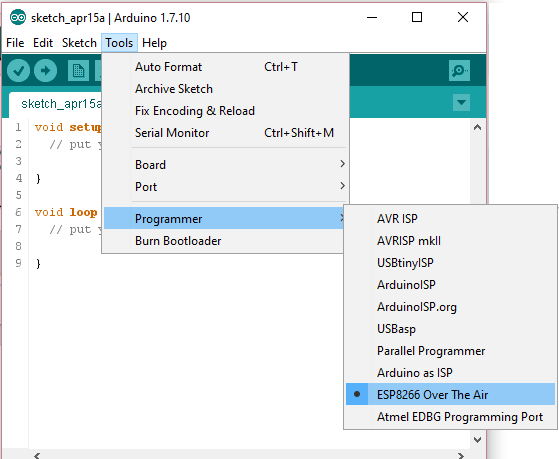 sketch_apr15a | Arduino 1.7.10
File Edit Sketch Tools Help
sketch_apr15a
1 void setup
2 // put y
3
4 }
5
6 void loop
7 // put y
8
9 }
Auto Format Ctrl+T
Archive Sketch
Fix Encoding & Reload
Serial Monitor Ctrl+Shift+M
Board
Port
Programmer
Burn Bootloader
AVR ISP
AVRISP mkII
USBtinyISP
ArduinoISP
ArduinoISP.org
USBasp
Parallel Programmer
Arduino as ISP
ESP8266 Over The Air
Atmel EDBG Programming Port